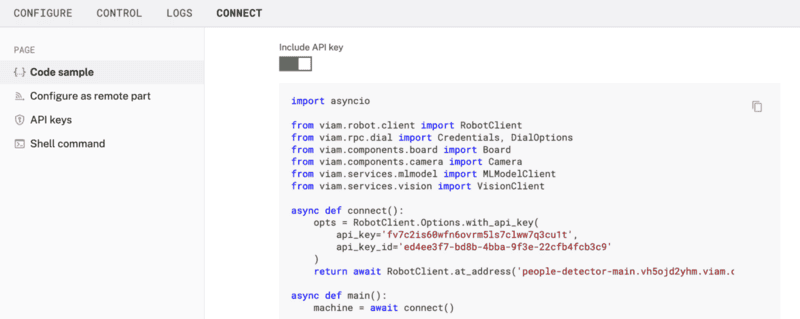 CONFIGURE CONTROL LOGS CONNECT
PAGE
Code sample
Configure as remote part
API keys
Shell command
Include API key
import asyncio
from viam.robot.client import RobotClient
from viam.rpc.dial import Credentials, DialOptions
from viam.components.board import Board
from viam.components.camera import Camera
from viam.services.mlmodel import MLModelClient
from viam.services.vision import VisionClient
async def connect():
    opts = RobotClient.Options.with_api_key(
        api_key='fv7c2is60wfn6ovrm5ls7clww7q3cu1t',
        api_key_id='ed4ee3f7-bd8b-4bba-9f3e-22cfb4fcb3c9'
    )
    return await RobotClient.at_address('people-detector-main.vh5ojd2yhm.viam.c
async def main():
    machine = await connect()